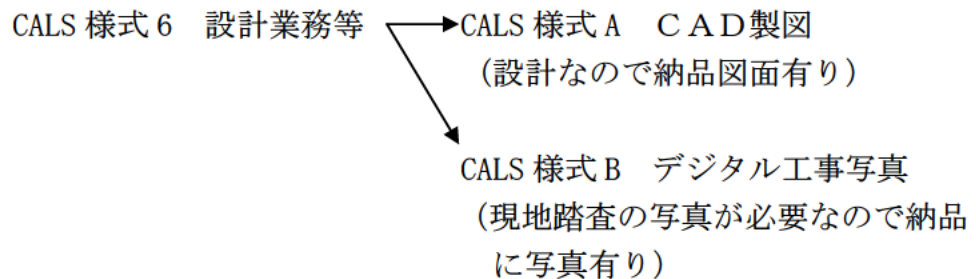 CALS 様式 6　設計業務等
CALS 様式 A　ＣＡＤ製図
（設計なので納品図面有り）
CALS 様式 B　デジタル工事写真
（現地踏査の写真が必要なので納品
に写真有り）